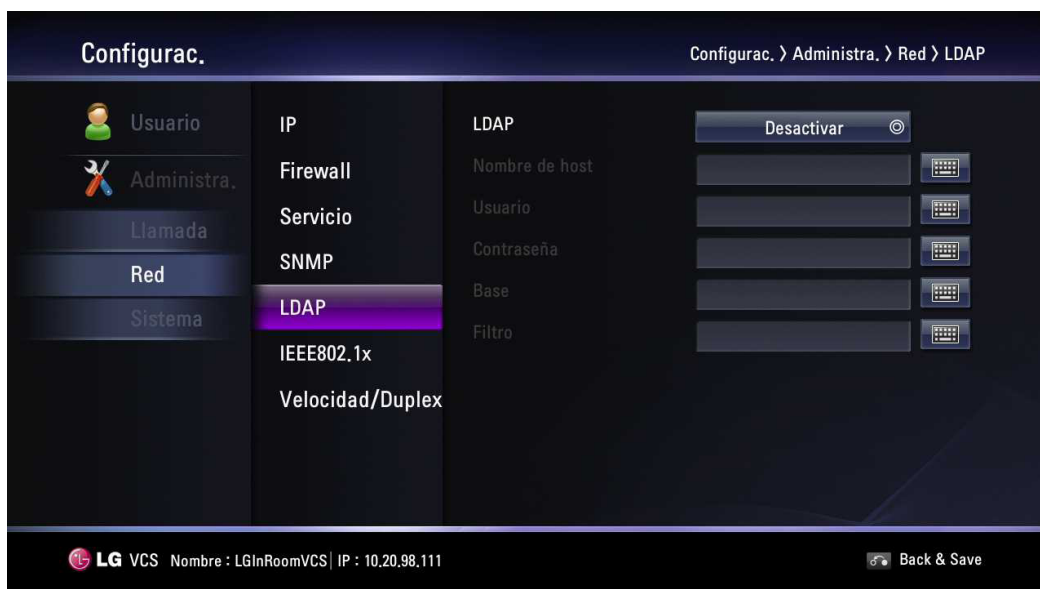 Configurac.
Configurac. > Administra. > Red > LDAP
Usuario
Administra.
Llamada
Red
Sistema
IP
Firewall
Servicio
SNMP
LDAP
IEEE802.1x
Velocidad/Duplex
LDAP
Desactivar
Nombre de host
Usuario
Contraseña
Base
Filtro
LG VCS Nombre : LGInRoomVCS | IP : 10.20.98.111
Back & Save